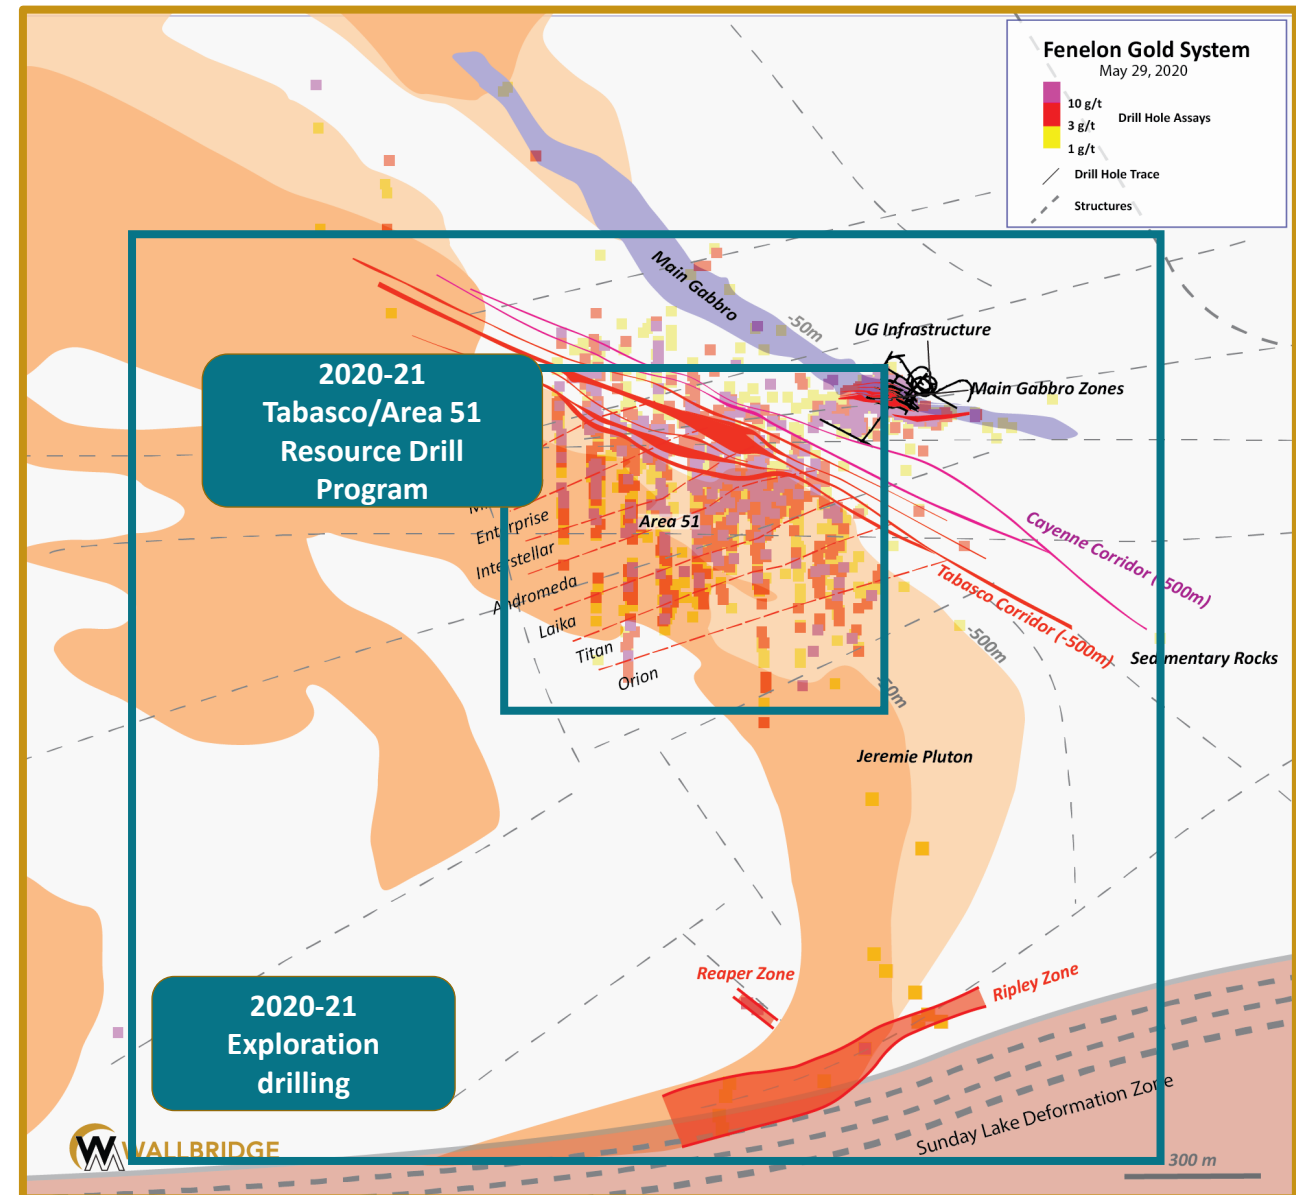 Fenelon Gold System
May 29, 2020
10 g/t
3 g/t
1 g/t
Drill Hole Assays
Drill Hole Trace
Structures
Main Gabbro
-50m
UG Infrastructure
Main Gabbro Zones
2020-21
Tabasco/Area 51
Resource Drill
Program
Area 51
Enterprise
Interstellar
Andromeda
Laika
Titan
Orion
Cayenne Corridor (-500m)
Tabasco Corridor (-500m)
-500m
Sedimentary Rocks
-50m
Jeremie Pluton
Reaper Zone
Ripley Zone
2020-21
Exploration
drilling
Sunday Lake Deformation Zone
WALLBRIDGE
300 m